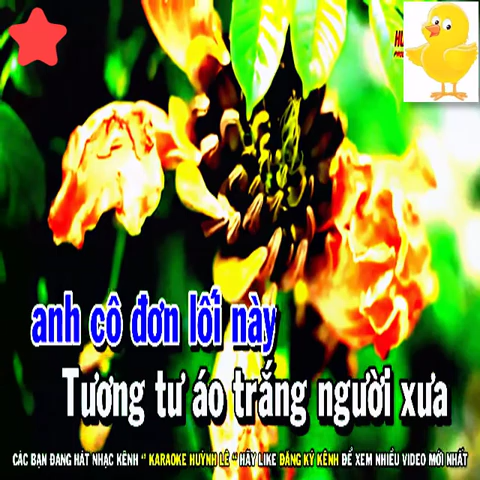 anh cô đơn lối này
Tương tư áo trắng người xưa
CÁC BẠN ĐANG HÁT NHẠC KÊNH " KARAOKE HUỲNH LÊ " HÃY LIKE ĐĂNG KÝ KÊNH ĐỂ XEM NHIỀU VIDEO MỚI NHẤT